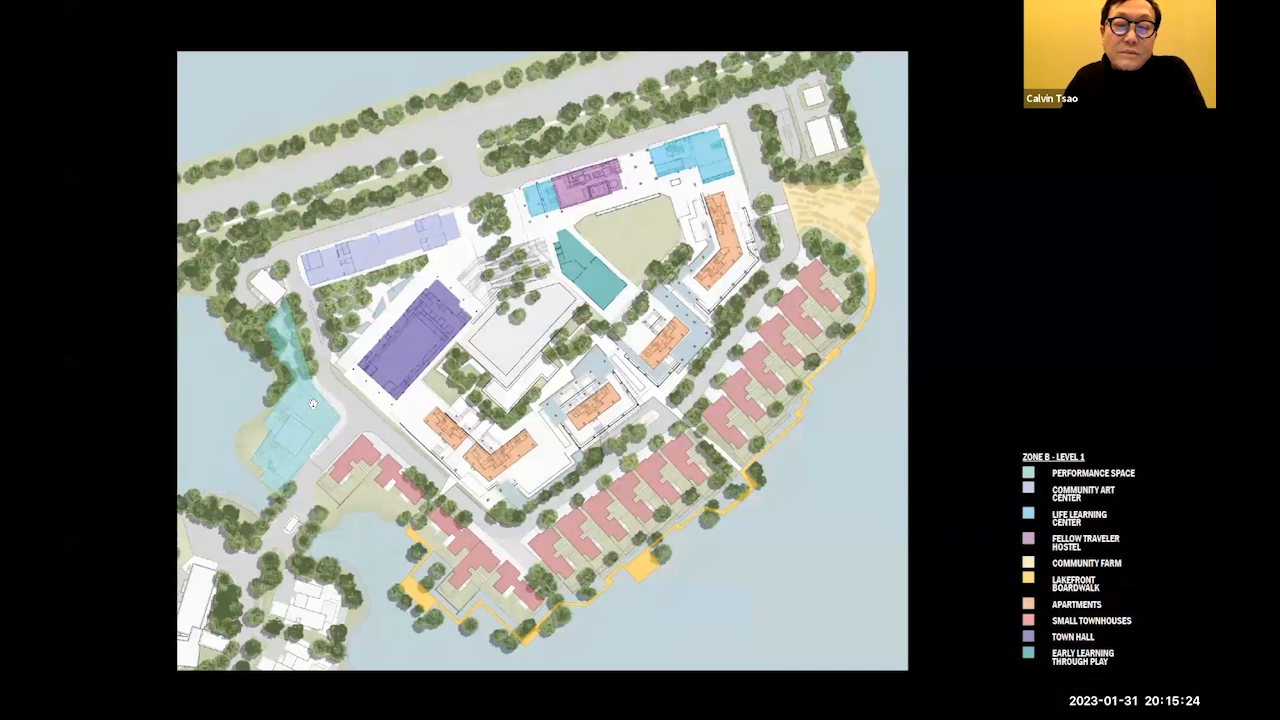 Calvin Tsao
ZONE B - LEVEL 1
PERFORMANCE SPACE
COMMUNITY ART
CENTER
LIFE LEARNING
CENTER
FELLOW TRAVELER
HOSTEL
COMMUNITY FARM
LAKEFRONT
BOARDWALK
APARTMENTS
SMALL TOWNHOUSES
TOWN HALL
EARLY LEARNING
THROUGH PLAY
2023-01-31 20:15:24